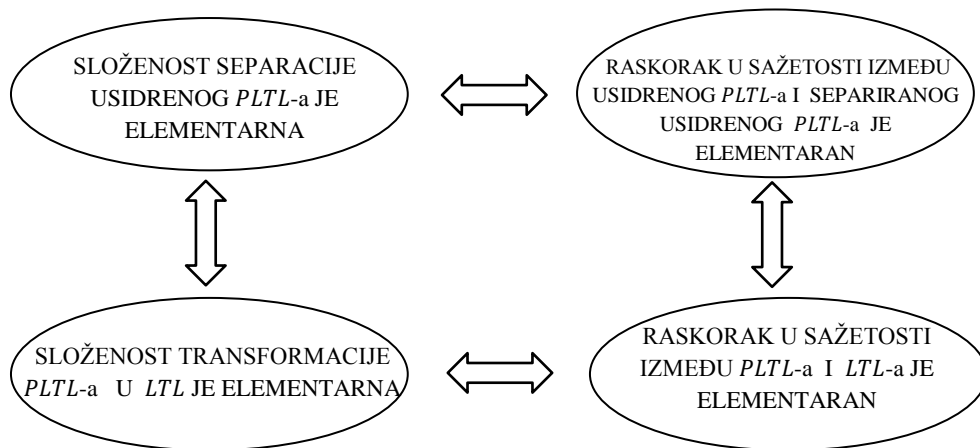 SLOŽENOST SEPARACIJE
USIDRENOG PLTL-a JE
ELEMENTARNA
RASKORAK U SAŽETOSTI IZMEĐU
USIDRENOG PLTL-a I SEPARIRANOG
USIDRENOG PLTL-a JE
ELEMENTARAN
SLOŽENOST TRANSFORMACIJE
PLTL-a U LTL JE ELEMENTARNA
RASKORAK U SAŽETOSTI
IZMEĐU PLTL-a I LTL-a JE
ELEMENTARAN